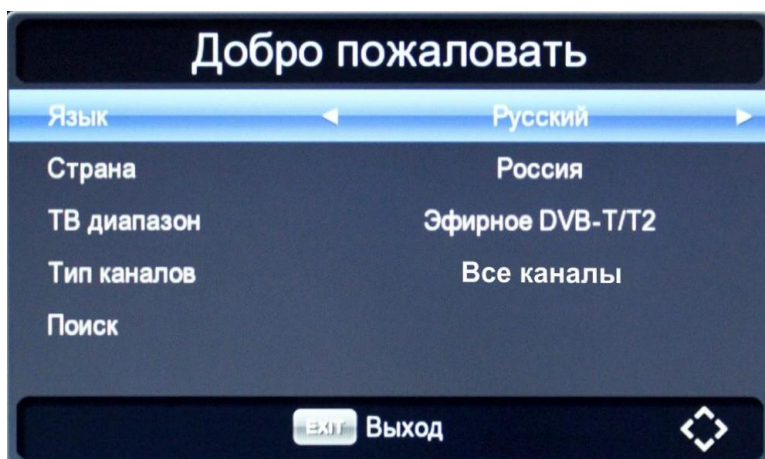 Добро пожаловать
Язык Русский
Страна Россия
ТВ диапазон Эфирное DVB-T/T2
Тип каналов Все каналы
Поиск
EXIT Выход